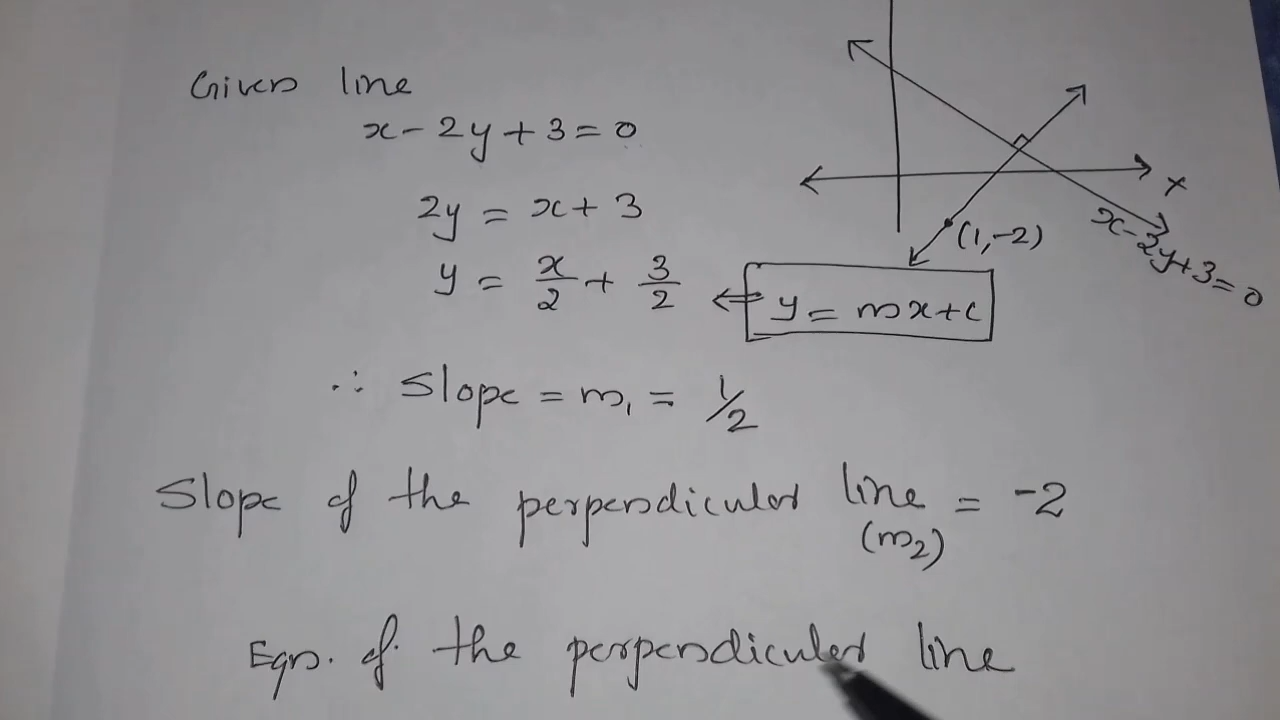 Given line
x - 2y + 3 = 0
2y = x + 3
y = x/2 + 3/2 ⇐ y = mx + c
∴ Slope = m₁ = 1/2
Slope of the perpendicular line = -2
(m₂)
Eqn. of the perpendicular line
x
(1, -2)
x - 2y + 3 = 0